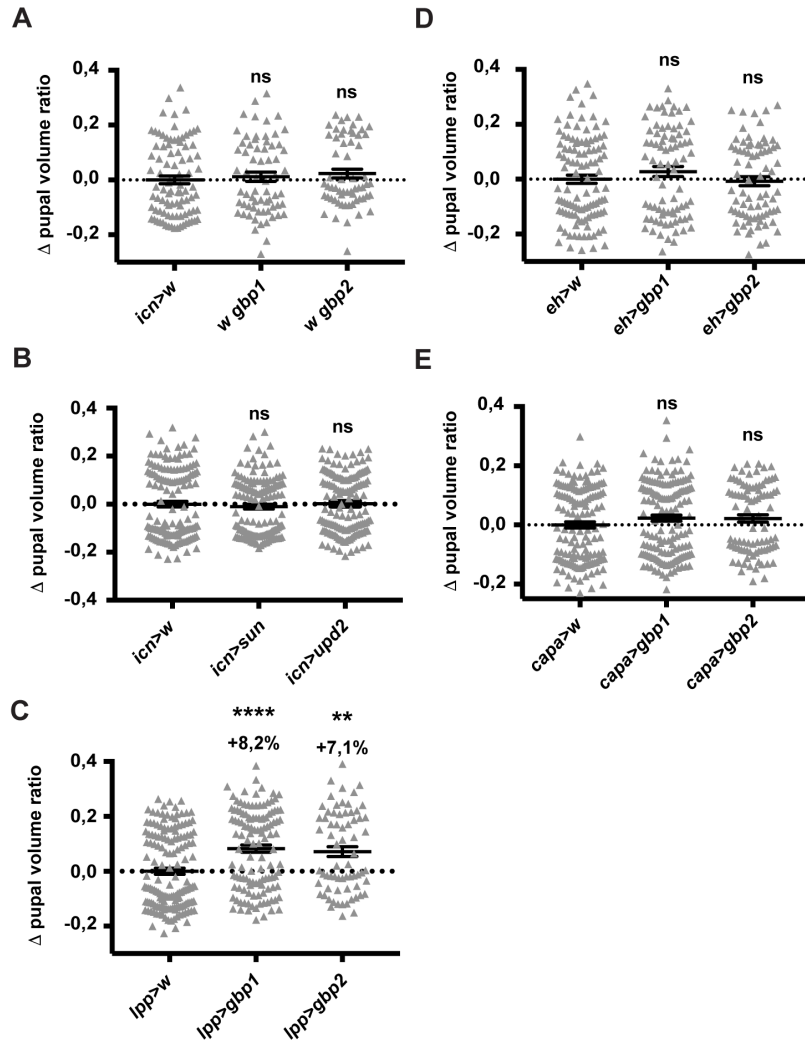 A
Δ pupal volume ratio
0,4
0,2
0,0
-0,2
ns
ns
icn>w
w gbp1
w gbp2
B
Δ pupal volume ratio
0,4
0,2
0,0
-0,2
-0,4
ns
ns
icn>w
icn>sun
icn>upd2
C
Δ pupal volume ratio
0,4
0,2
0,0
-0,2
****
+8,2%
**
+7,1%
lpp>w
lpp>gbp1
lpp>gbp2
D
Δ pupal volume ratio
0,4
0,2
0,0
-0,2
ns
ns
eh>w
eh>gbp1
eh>gbp2
E
Δ pupal volume ratio
0,4
0,2
0,0
-0,2
ns
ns
capa>w
capa>gbp1
capa>gbp2